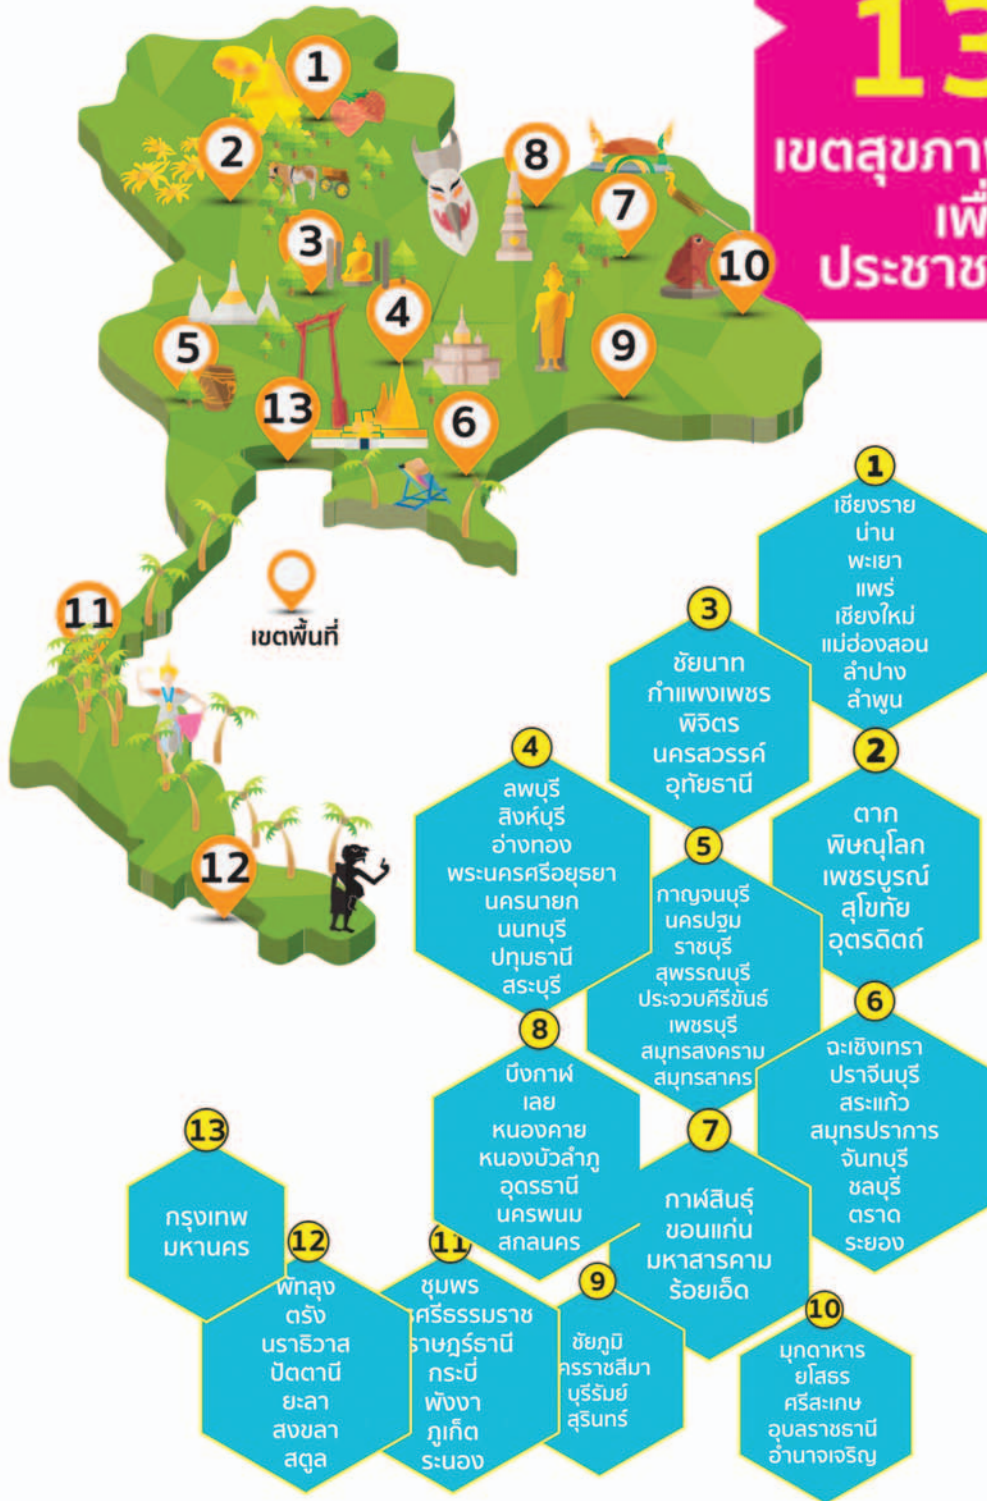 13
เขตสุขภาพ
เพื่
ประชาช
1
2
3
4
5
6
7
8
9
10
11
12
13
เขตพื้นที่
1
เชียงราย
น่าน
พะเยา
แพร่
เชียงใหม่
แม่ฮ่องสอน
ลำปาง
ลำพูน
2
ตาก
พิษณุโลก
เพชรบูรณ์
สุโขทัย
อุตรดิตถ์
3
ชัยนาท
กำแพงเพชร
พิจิตร
นครสวรรค์
อุทัยธานี
4
ลพบุรี
สิงห์บุรี
อ่างทอง
พระนครศรีอยุธยา
นครนายก
นนทบุรี
ปทุมธานี
สระบุรี
5
กาญจนบุรี
นครปฐม
ราชบุรี
สุพรรณบุรี
ประจวบคีรีขันธ์
เพชรบุรี
สมุทรสงคราม
สมุทรสาคร
6
ฉะเชิงเทรา
ปราจีนบุรี
สระแก้ว
สมุทรปราการ
จันทบุรี
ชลบุรี
ตราด
ระยอง
7
กาฬสินธุ์
ขอนแก่น
มหาสารคาม
ร้อยเอ็ด
8
บึงกาฬ
เลย
หนองคาย
หนองบัวลำภู
อุดรธานี
นครพนม
สกลนคร
9
ชัยภูมิ
ครราชสีมา
บุรีรัมย์
สุรินทร์
10
มุกดาหาร
ยโสธร
ศรีสะเกษ
อุบลราชธานี
อำนาจเจริญ
11
ชุมพร
ศรีธรรมราช
ราษฎร์ธานี
กระบี่
พังงา
ภูเก็ต
ระนอง
12
พัทลุง
ตรัง
นราธิวาส
ปัตตานี
ยะลา
สงขลา
สตูล
13
กรุงเทพ
มหานคร